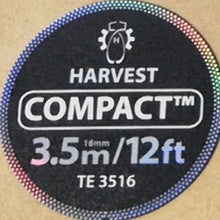 HARVEST
COMPACT™
16mm
3.5m/12ft
TE 3516